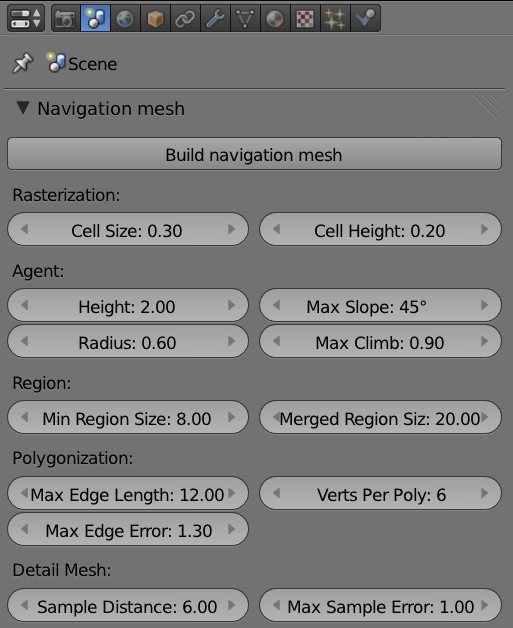 Scene
Navigation mesh
Build navigation mesh
Rasterization:
Cell Size: 0.30 Cell Height: 0.20
Agent:
Height: 2.00 Max Slope: 45°
Radius: 0.60 Max Climb: 0.90
Region:
Min Region Size: 8.00 Merged Region Siz: 20.00
Polygonization:
Max Edge Length: 12.00 Verts Per Poly: 6
Max Edge Error: 1.30
Detail Mesh:
Sample Distance: 6.00 Max Sample Error: 1.00